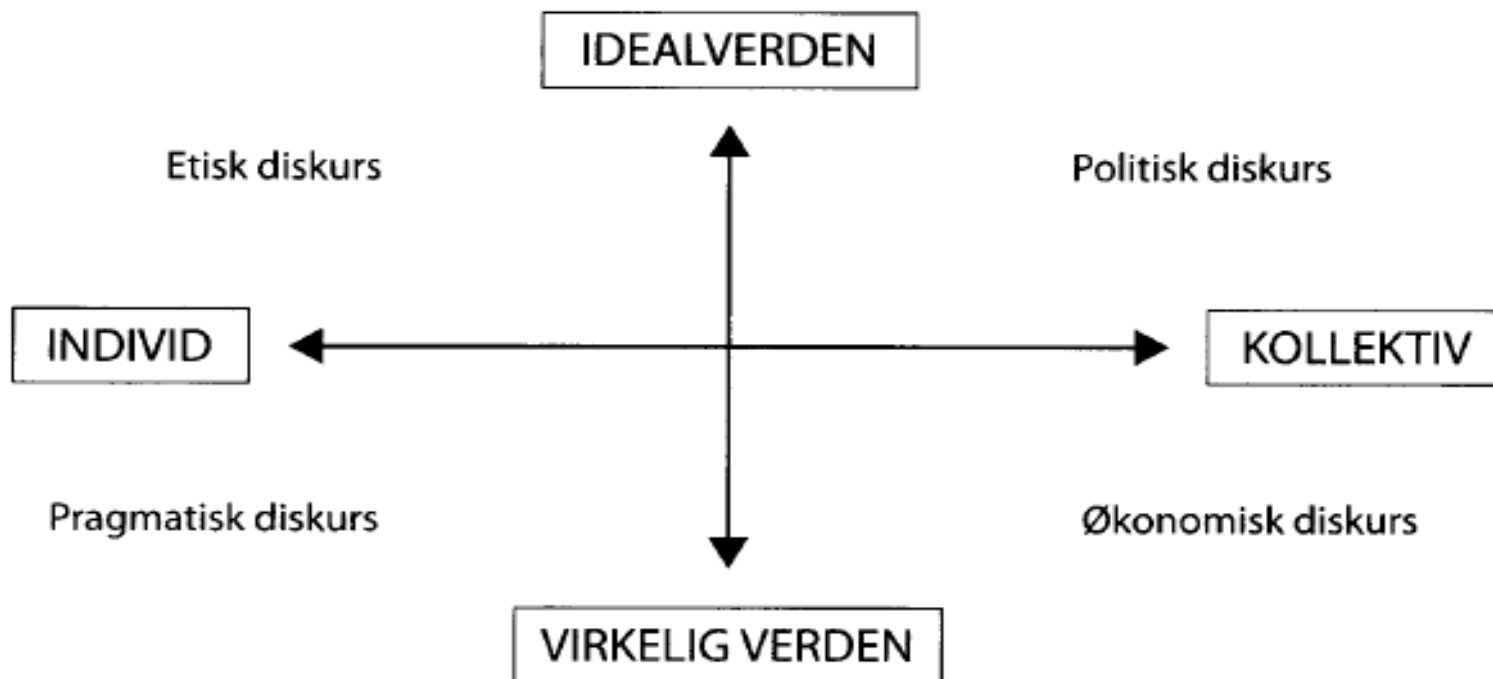 IDEALVERDEN
Etisk diskurs
Politisk diskurs
INDIVID
KOLLEKTIV
Pragmatisk diskurs
Økonomisk diskurs
VIRKELIG VERDEN